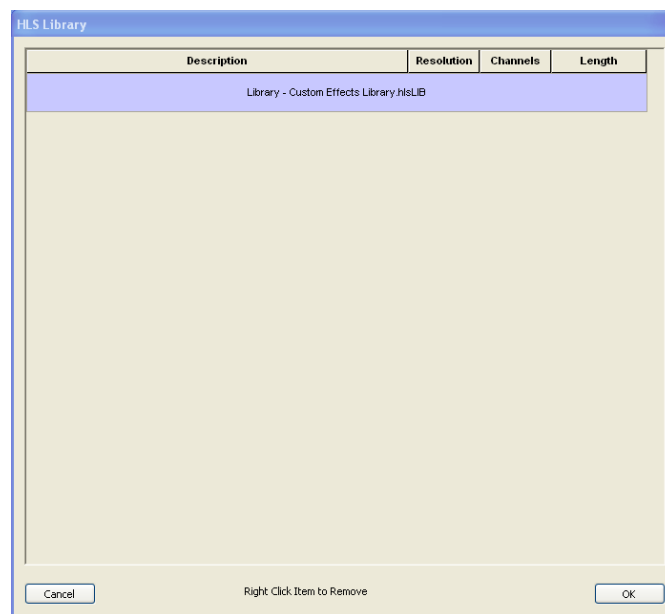 HLS Library
Description Resolution Channels Length
Library - Custom Effects Library.hlsLIB
Cancel Right Click Item to Remove OK